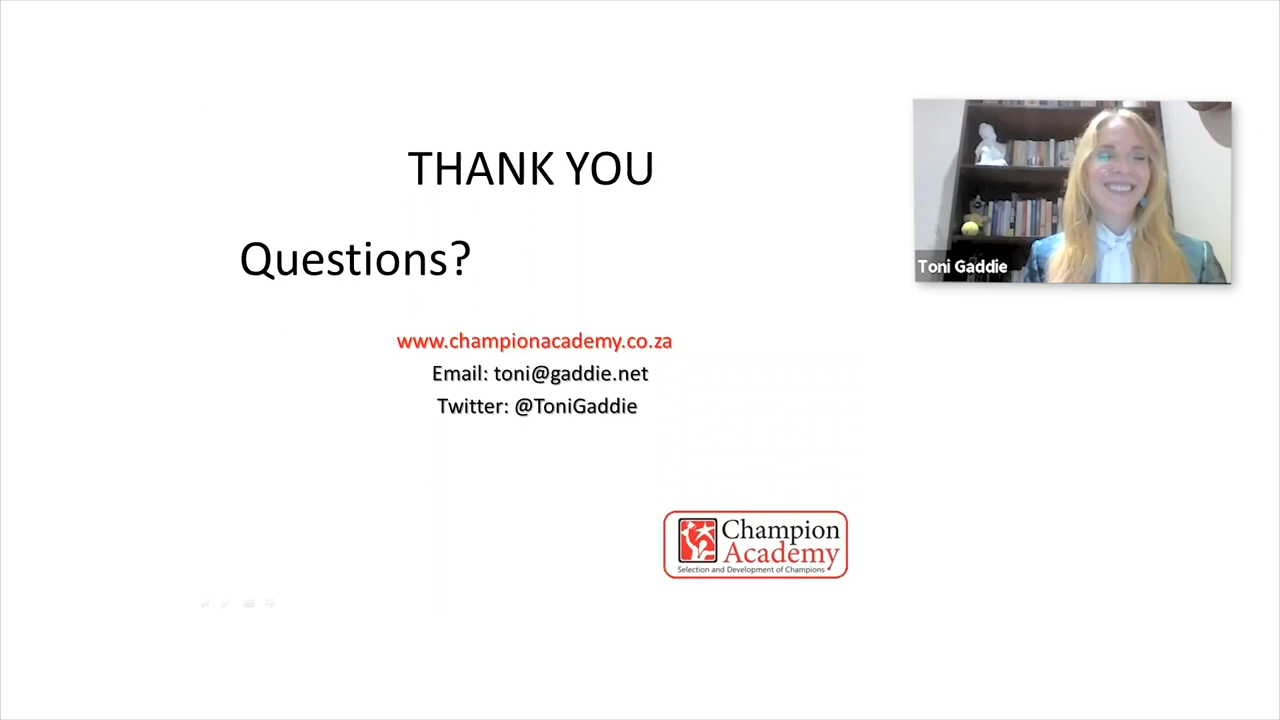 THANK YOU
Questions?
www.championacademy.co.za
Email: toni@gaddie.net
Twitter: @ToniGaddie
Toni Gaddie
Champion
Academy
Selection and Development of Champions